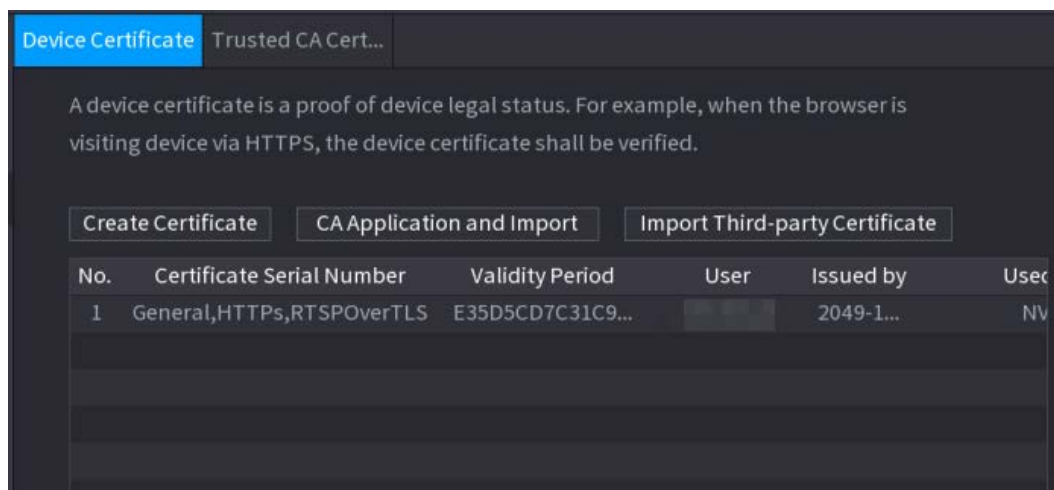 Device Certificate Trusted CA Cert...
A device certificate is a proof of device legal status. For example, when the browser is
visiting device via HTTPS, the device certificate shall be verified.
Create Certificate CA Application and Import Import Third-party Certificate
No. Certificate Serial Number Validity Period User Issued by Used
1 General,HTTPs,RTSPOverTLS E35D5CD7C31C9... 2049-1... NV